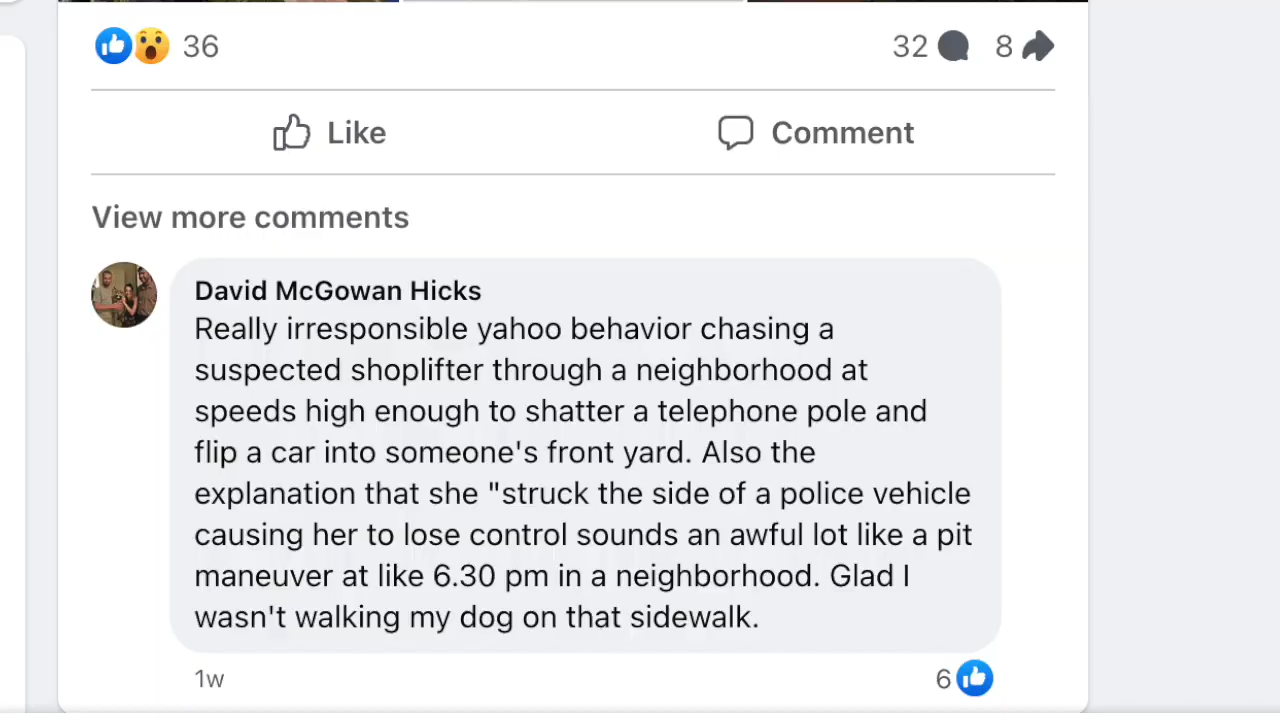 36
32
8
Like
Comment
View more comments
David McGowan Hicks
Really irresponsible yahoo behavior chasing a
suspected shoplifter through a neighborhood at
speeds high enough to shatter a telephone pole and
flip a car into someone's front yard. Also the
explanation that she "struck the side of a police vehicle
causing her to lose control sounds an awful lot like a pit
maneuver at like 6.30 pm in a neighborhood. Glad I
wasn't walking my dog on that sidewalk.
1w
6